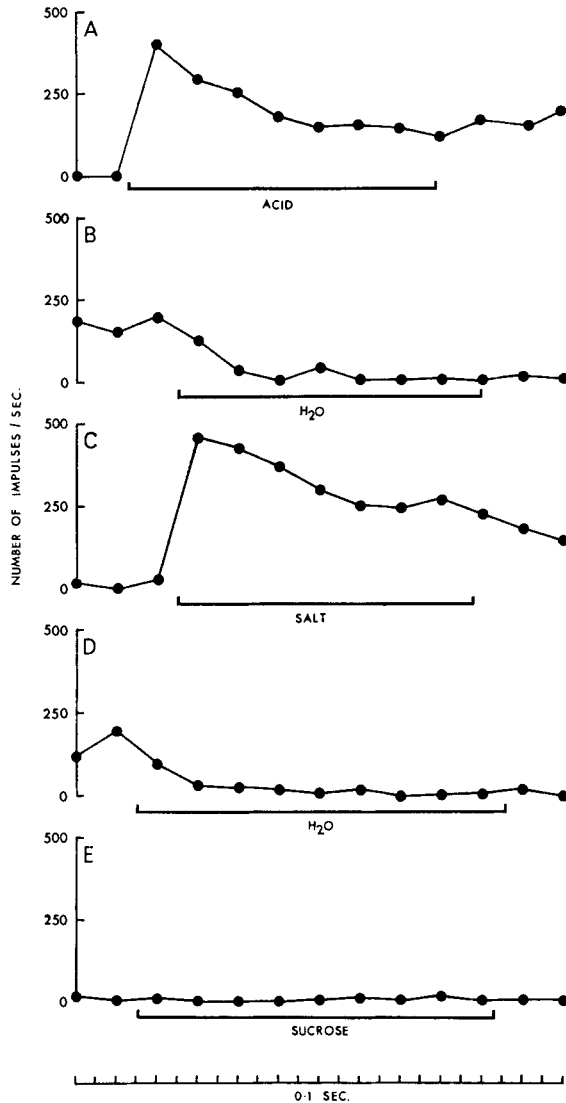 500
A
250
0
ACID
500
B
250
0
H2O
500
C
250
0
SALT
NUMBER OF IMPULSES / SEC.
500
D
250
0
H2O
500
E
250
0
SUCROSE
0·1 SEC.